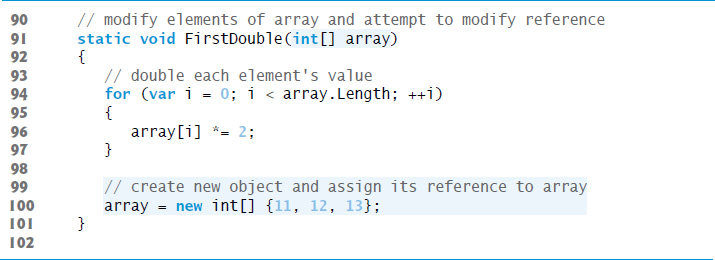 90 // modify elements of array and attempt to modify reference
91 static void FirstDouble(int[] array)
92 {
93 // double each element's value
94 for (var i = 0; i < array.Length; ++i)
95 {
96 array[i] *= 2;
97 }
98
99 // create new object and assign its reference to array
100 array = new int[] {11, 12, 13};
101 }
102